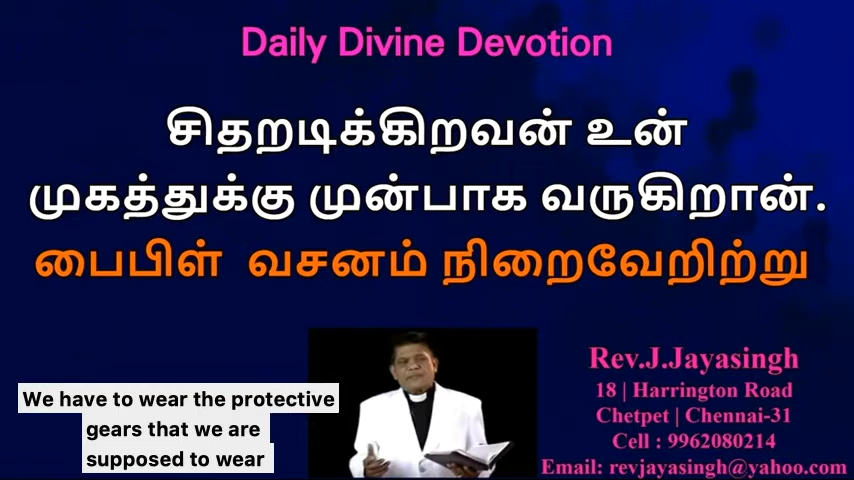 Daily Divine Devotion
சிதறடிக்கிறவன் உன்
முகத்துக்கு முன்பாக வருகிறான்.
பைபிள் வசனம் நிறைவேறிற்று
Rev.J.Jayasingh
18 | Harrington Road
Chetpet | Chennai-31
Cell : 9962080214
Email: revjayasingh@yahoo.com
We have to wear the protective
gears that we are
supposed to wear